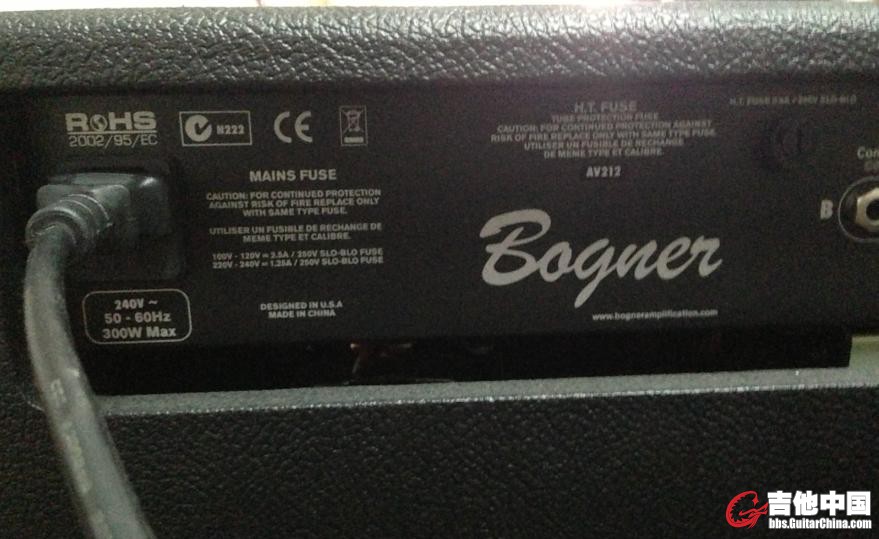 RoHS
2002/95/EC
N222
CE
MAINS FUSE
CAUTION: FOR CONTINUED PROTECTION
AGAINST RISK OF FIRE REPLACE ONLY
WITH SAME TYPE FUSE.
UTILISER UN FUSIBLE DE RECHANGE DE
MEME TYPE ET CALIBRE.
100V - 120V = 2.5A / 250V SLO-BLO FUSE
220V - 240V = 1.25A / 250V SLO-BLO FUSE
240V ~
50 - 60Hz
300W Max
DESIGNED IN U.S.A
MADE IN CHINA
H.T. FUSE
TUBE PROTECTION FUSE
CAUTION: FOR CONTINUED PROTECTION AGAINST
RISK OF FIRE REPLACE ONLY WITH SAME TYPE FUSE.
UTILISER UN FUSIBLE DE RECHANGE
DE MEME TYPE ET CALIBRE.
AV212
Bogner
www.bogneramplification.com
H.T. FUSE / 250V SLO-BLO
B
吉他中国
bbs.GuitarChina.com